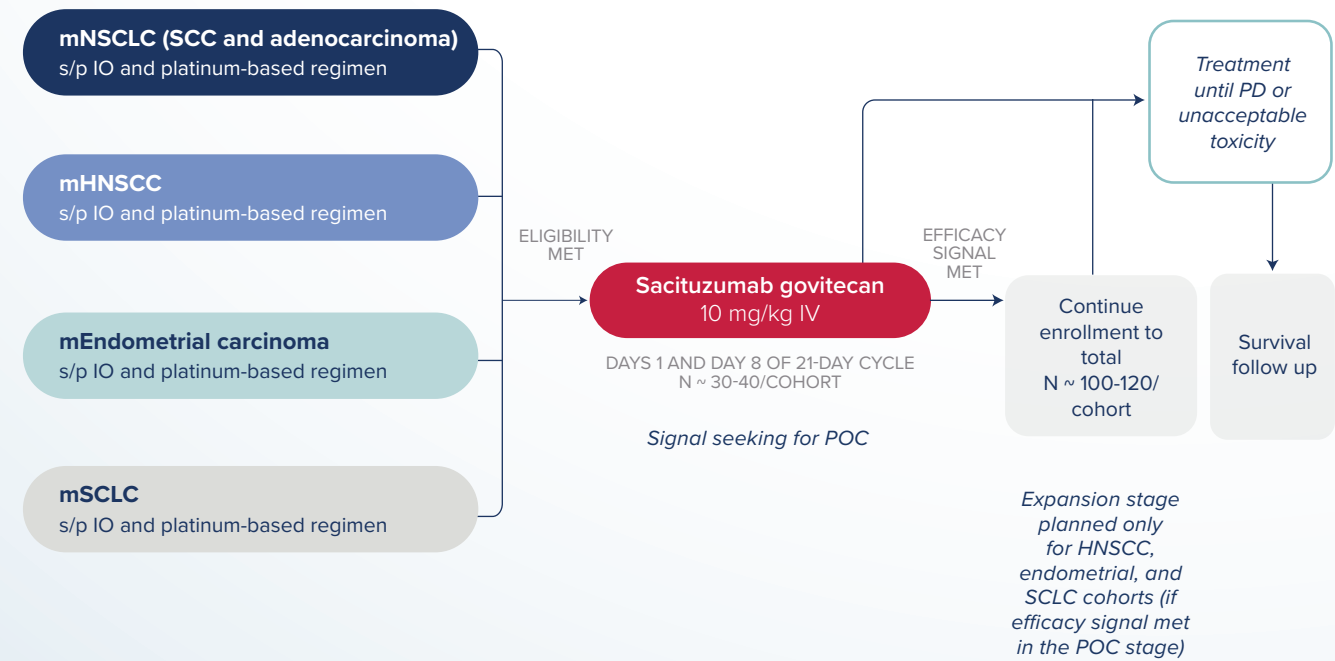 mNSCLC (SCC and adenocarcinoma)
s/p IO and platinum-based regimen
mHNSCC
s/p IO and platinum-based regimen
mEndometrial carcinoma
s/p IO and platinum-based regimen
mSCLC
s/p IO and platinum-based regimen
ELIGIBILITY
MET
Sacituzumab govitecan
10 mg/kg IV
DAYS 1 AND DAY 8 OF 21-DAY CYCLE
N ~ 30-40/COHORT
Signal seeking for POC
EFFICACY
SIGNAL
MET
Continue
enrollment to
total
N ~ 100-120/
cohort
Expansion stage
planned only
for HNSCC,
endometrial, and
SCLC cohorts (if
efficacy signal met
in the POC stage)
Treatment
until PD or
unacceptable
toxicity
Survival
follow up